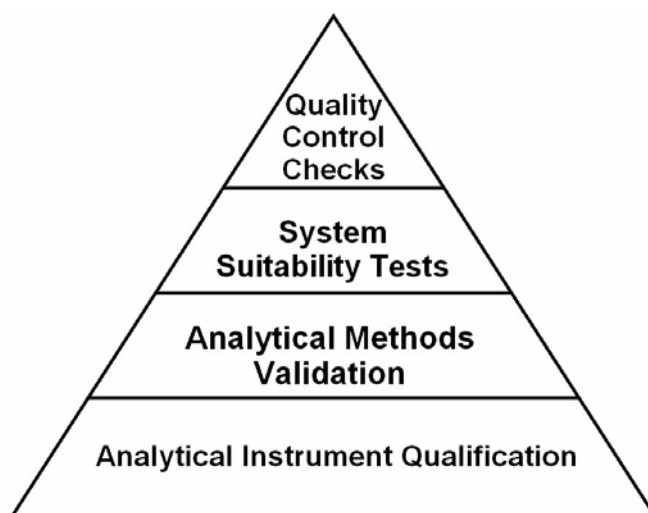 Quality
Control
Checks
System
Suitability Tests
Analytical Methods
Validation
Analytical Instrument Qualification